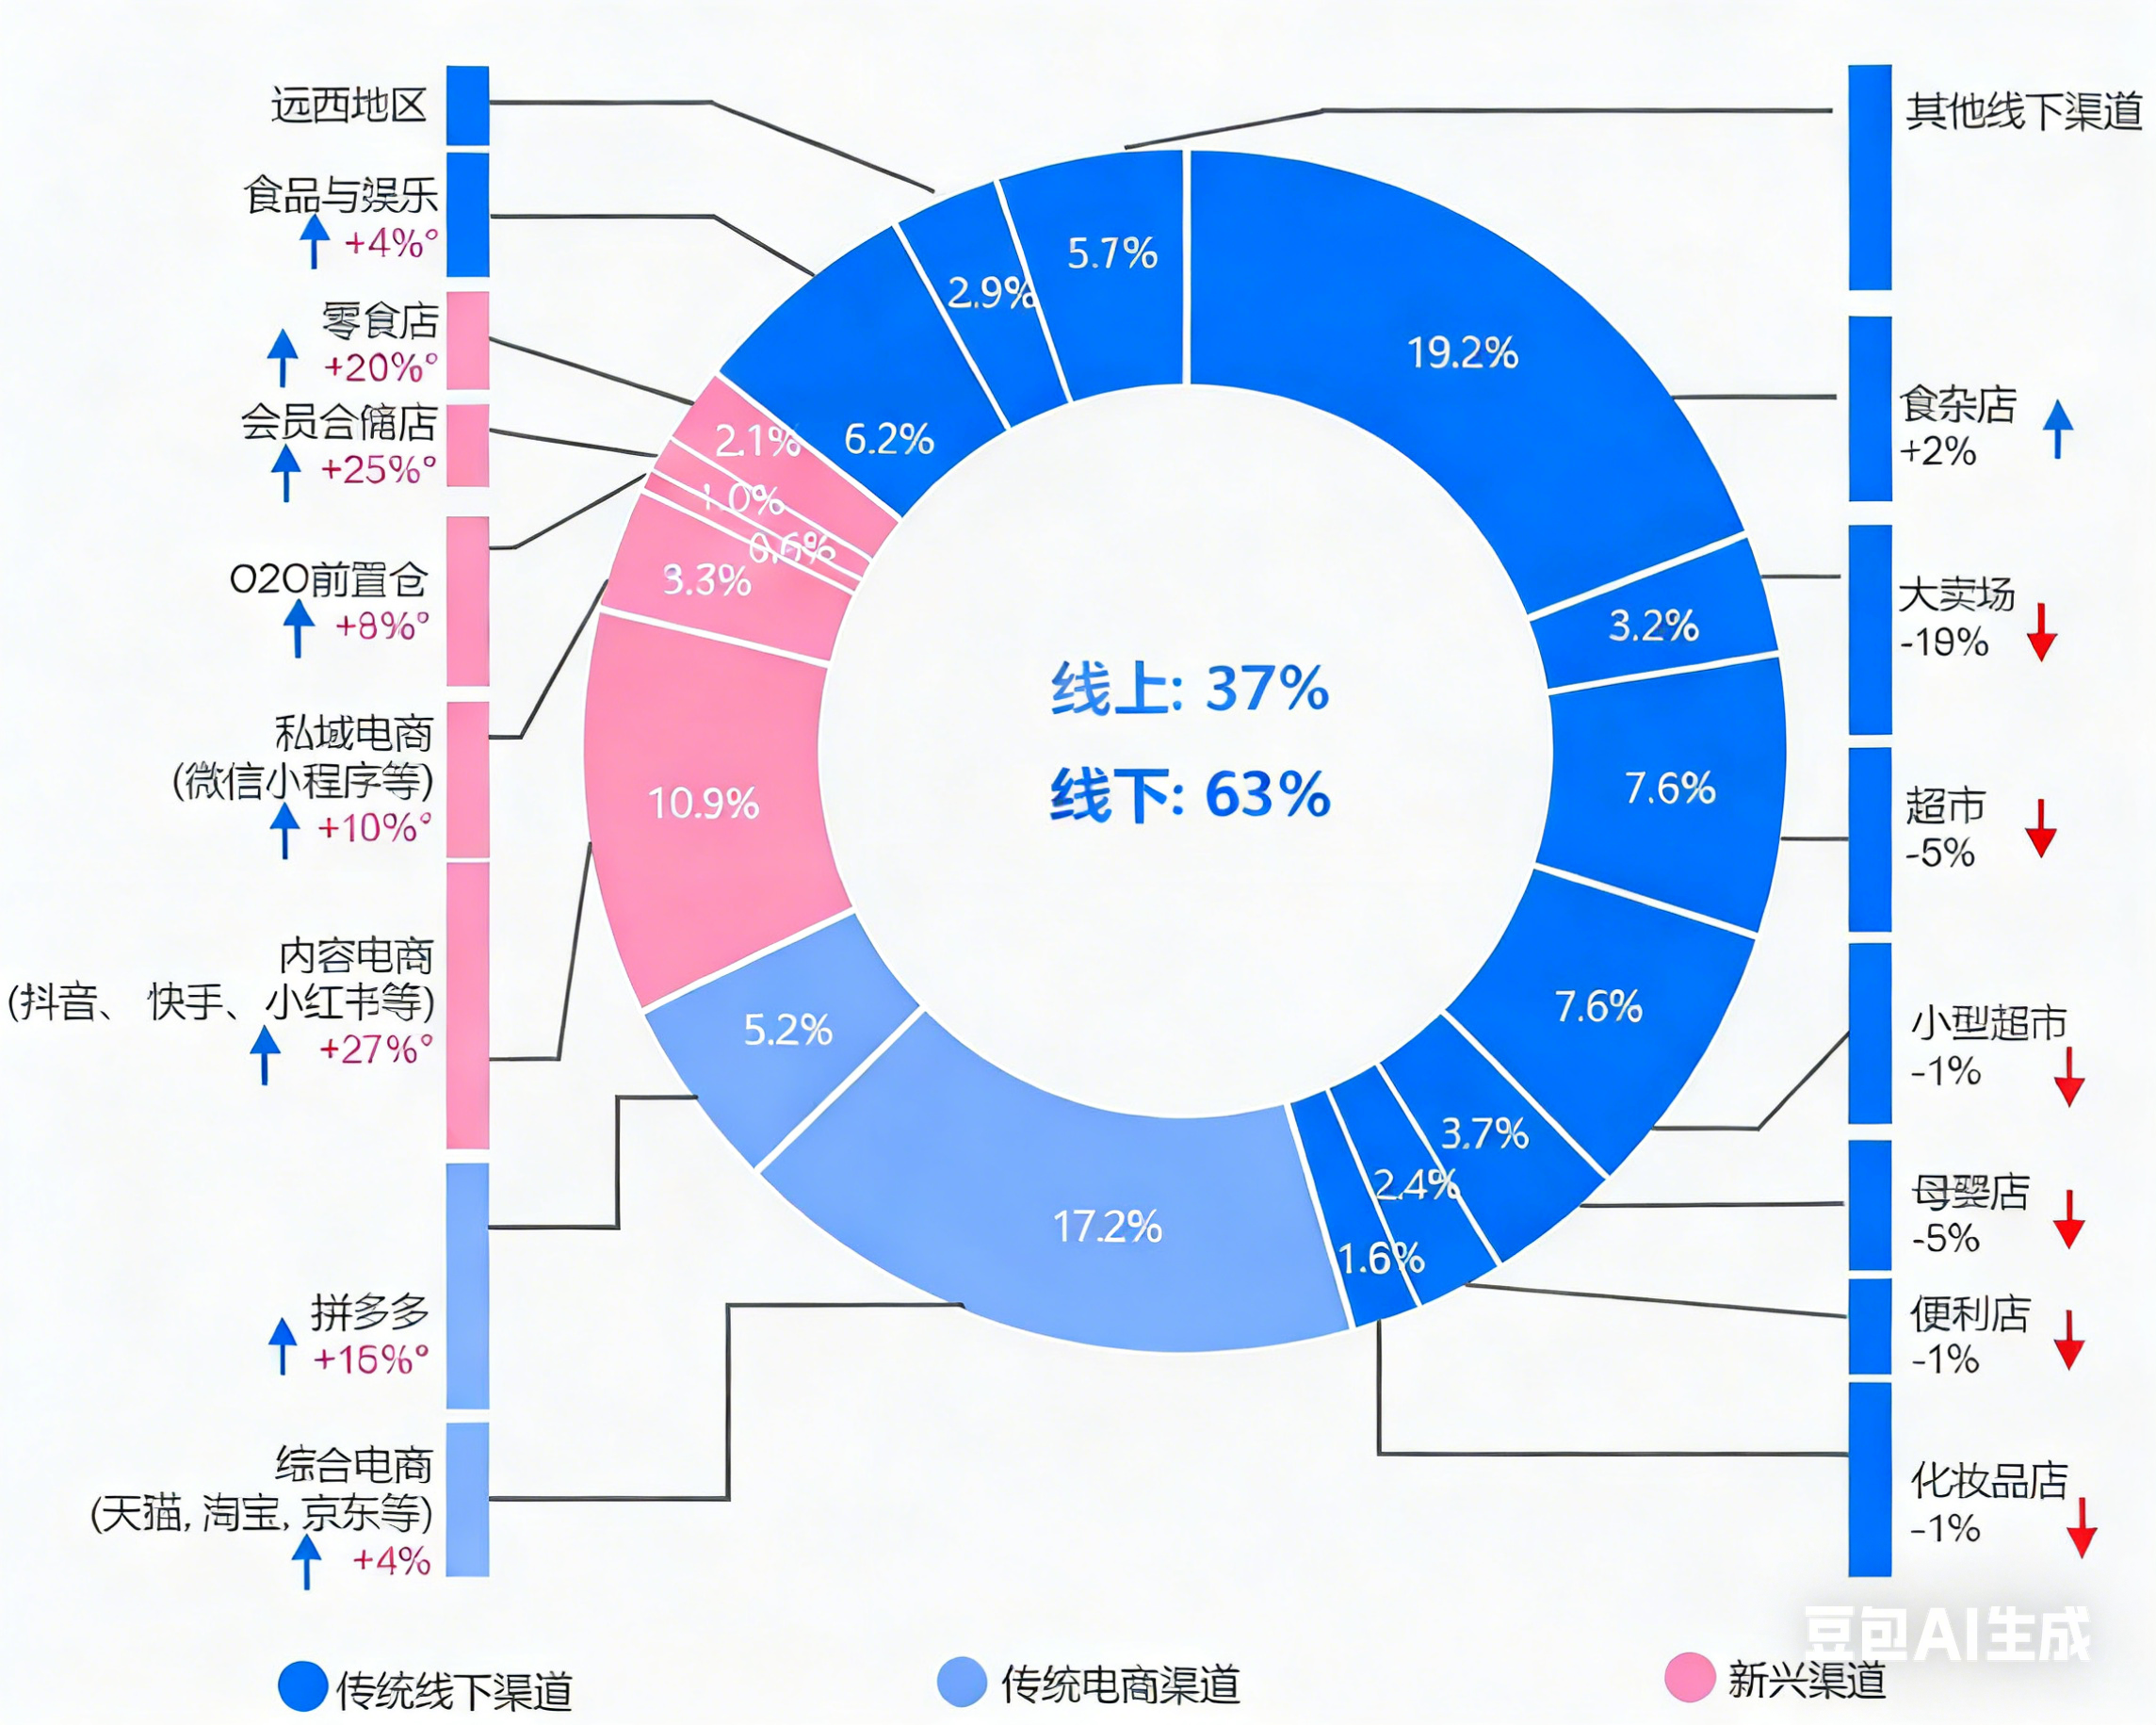 远西地区
食品与娱乐
+4%°
零食店
+20%°
+25%°
O2O前置仓
+8%°
私域电商
(微信小程序等)
+10%°
内容电商
(抖音、 快手、小红书等)
+27%°
拼多多
+16%°
综合电商
(天猫, 淘宝, 京东等)
+4%
5.7%
2.9%
6.2%
2.1%
1.0%
0.6%
3.3%
10.9%
5.2%
17.2%
1.6%
2.4%
3.7%
7.6%
7.6%
3.2%
19.2%
线上: 37%
线下: 63%
其他线下渠道
食杂店
+2%
大卖场
-19%
超市
-5%
小型超市
-1%
母婴店
-5%
便利店
-1%
化妆品店
-1%
传统线下渠道
传统电商渠道
新兴渠道
豆包AI生成